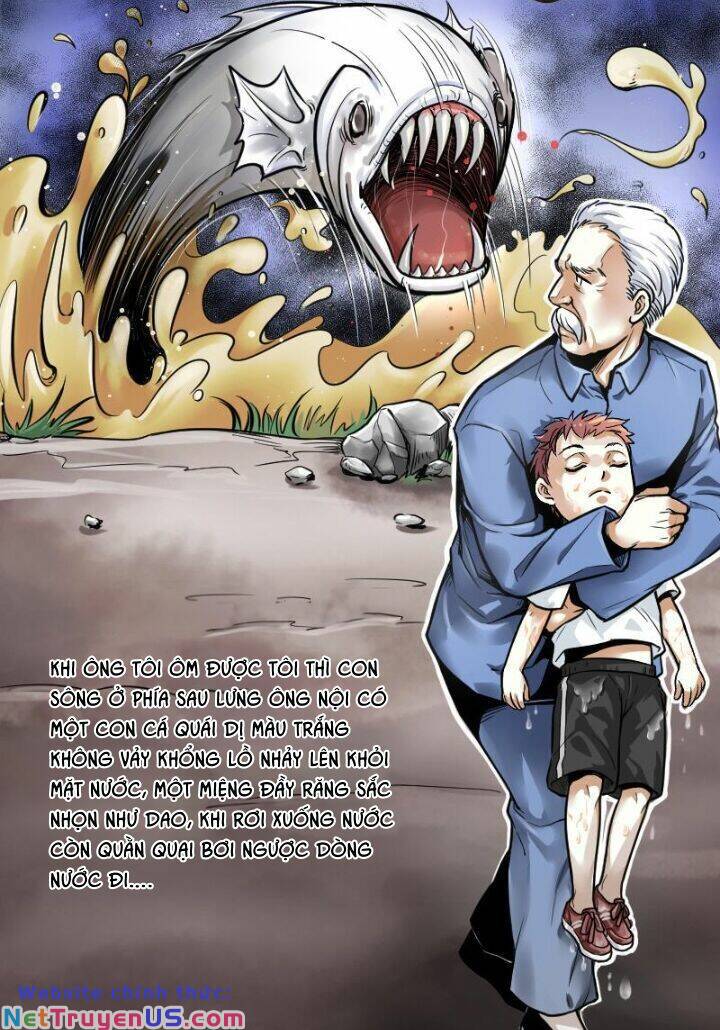 KHI ÔNG TÔI ÔM ĐƯỢC TÔI THÌ CON
SÔNG Ở PHÍA SAU LƯNG ÔNG NỘI CÓ
MỘT CON CÁ QUÁI DỊ MÀU TRẮNG
KHÔNG VẢY KHỔNG LỒ NHẢY LÊN KHỎI
MẶT NƯỚC, MỘT MIỆNG ĐẦY RĂNG SẮC
NHỌN NHƯ DAO, KHI RƠI XUỐNG NƯỚC
CÒN QUẰN QUẠI BƠI NGƯỢC DÒNG
NƯỚC ĐI....
Website chính thức:
NetTruyenUS.com